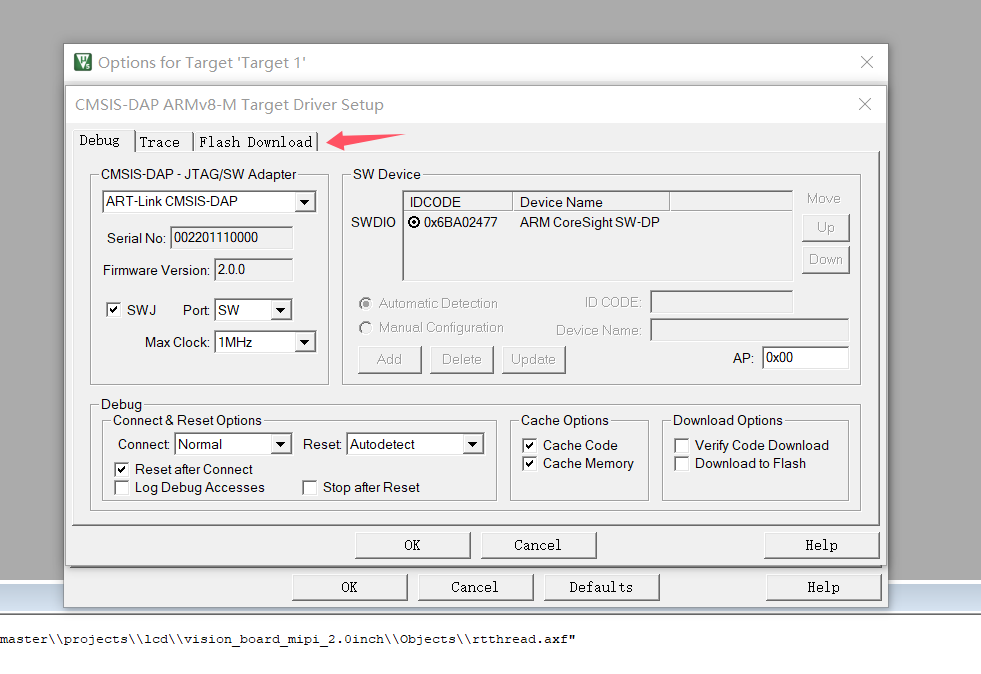 Options for Target 'Target 1'
CMSIS-DAP ARMv8-M Target Driver Setup
Debug Trace Flash Download
CMSIS-DAP - JTAG/SW Adapter
ART-Link CMSIS-DAP
Serial No: 002201110000
Firmware Version: 2.0.0
SWJ Port: SW
Max Clock: 1MHz
SW Device
IDCODE Device Name
SWDIO 0x6BA02477 ARM CoreSight SW-DP
Move
Up
Down
Automatic Detection
Manual Configuration
ID CODE:
Device Name:
Add Delete Update
AP: 0x00
Debug
Connect & Reset Options
Connect: Normal Reset: Autodetect
Reset after Connect
Log Debug Accesses Stop after Reset
Cache Options
Cache Code
Cache Memory
Download Options
Verify Code Download
Download to Flash
OK Cancel Help
OK Cancel Defaults Help
master\\projects\\lcd\\vision_board_mipi_2.0inch\\Objects\\rtthread.axf"